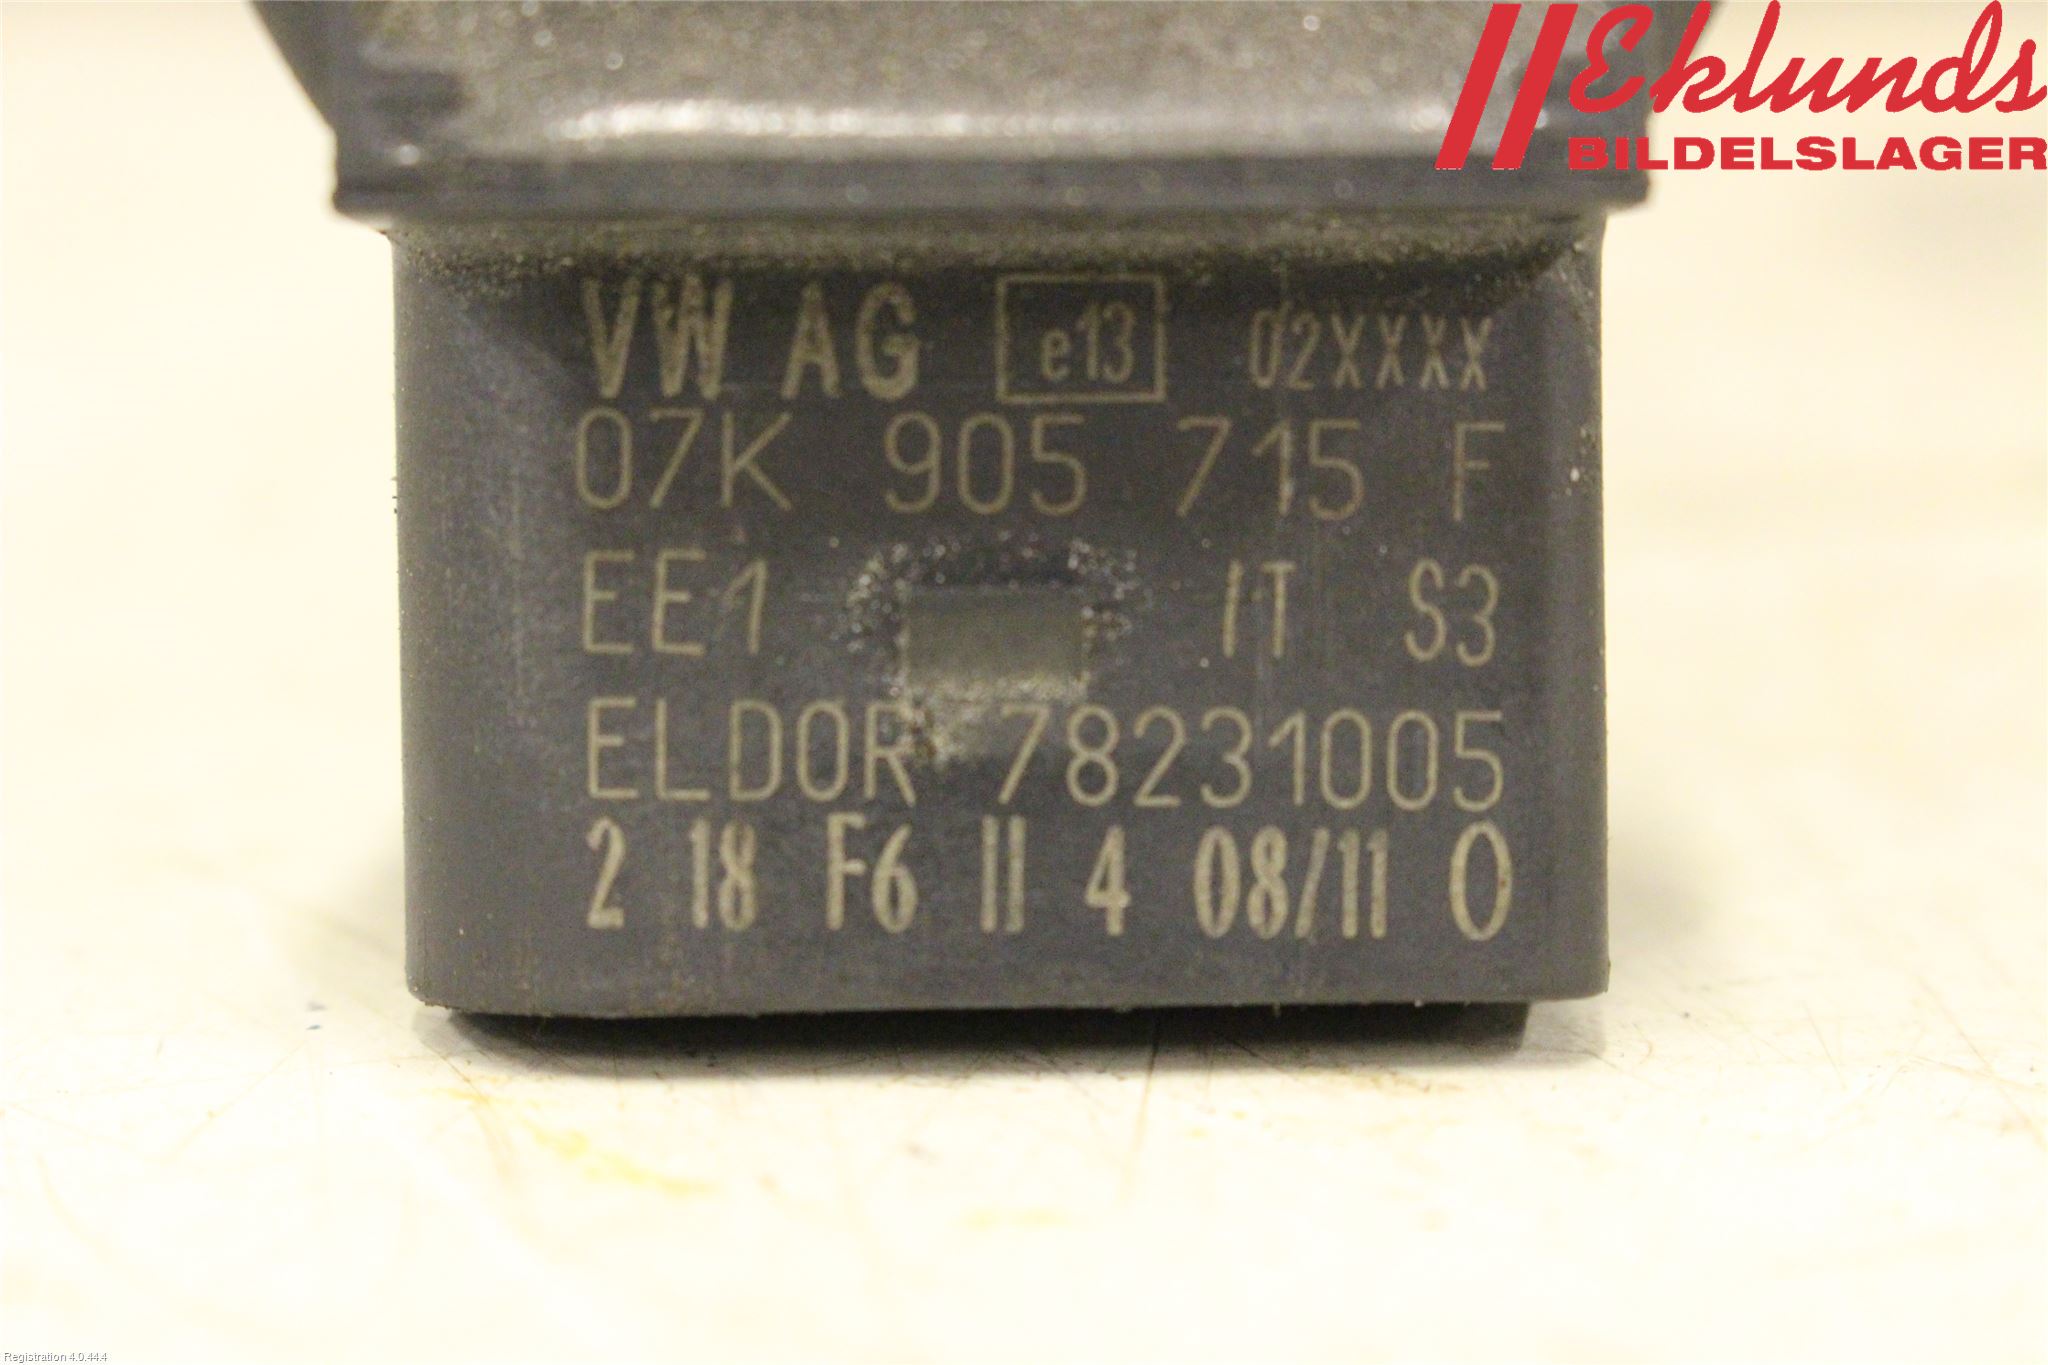 Eklunds
BILDELSLAGER
VW AG e13 02XXXX
07K 905 715 F
EE1 IT S3
ELDOR 78231005
2 18 F6 II 4 08/11 0
Registration 4.0.44.4